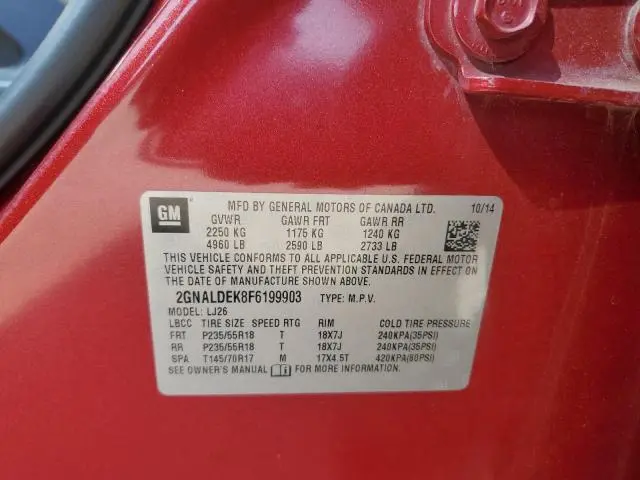 GM
MFD BY GENERAL MOTORS OF CANADA LTD. 10/14
GVWR GAWR FRT GAWR RR
2250 KG 1175 KG 1240 KG
4960 LB 2590 LB 2733 LB
THIS VEHICLE CONFORMS TO ALL APPLICABLE U.S. FEDERAL MOTOR
VEHICLE SAFETY AND THEFT PREVENTION STANDARDS IN EFFECT ON
THE DATE OF MANUFACTURE SHOWN ABOVE.
2GNALDEK8F6199903 TYPE: M.P.V.
MODEL: LJ26
LBCC TIRE SIZE SPEED RTG RIM COLD TIRE PRESSURE
FRT P235/55R18 T 18X7J 240KPA(35PSI)
RR P235/55R18 T 18X7J 240KPA(35PSI)
SPA T145/70R17 M 17X4.5T 420KPA(60PSI)
SEE OWNER'S MANUAL i FOR MORE INFORMATION.